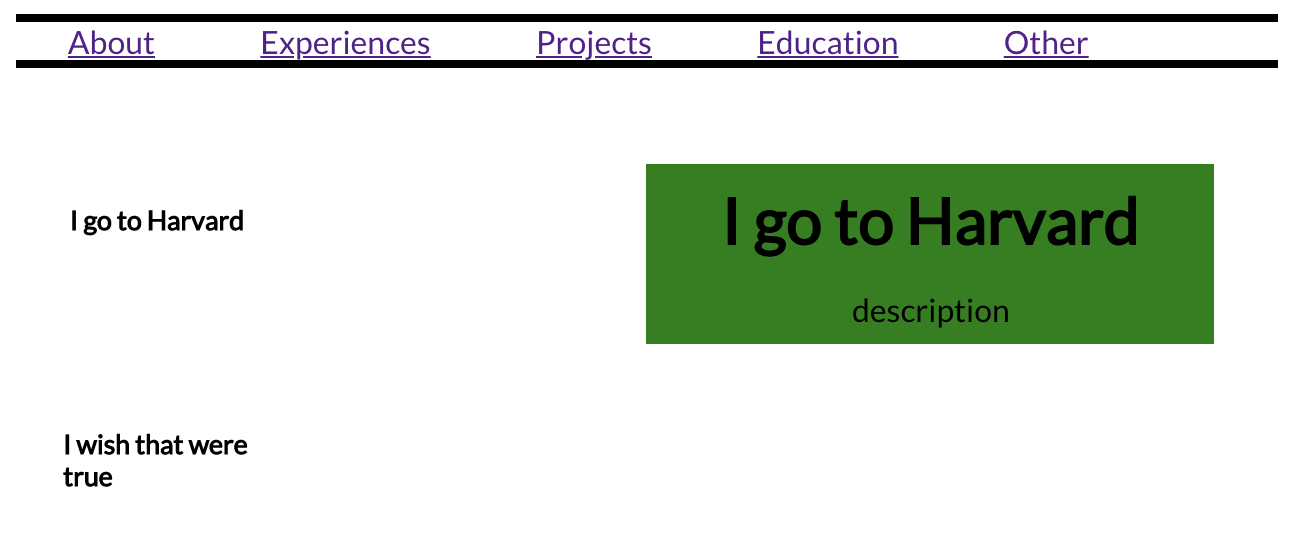 About Experiences Projects Education Other
I go to Harvard
I go to Harvard
description
I wish that were
true